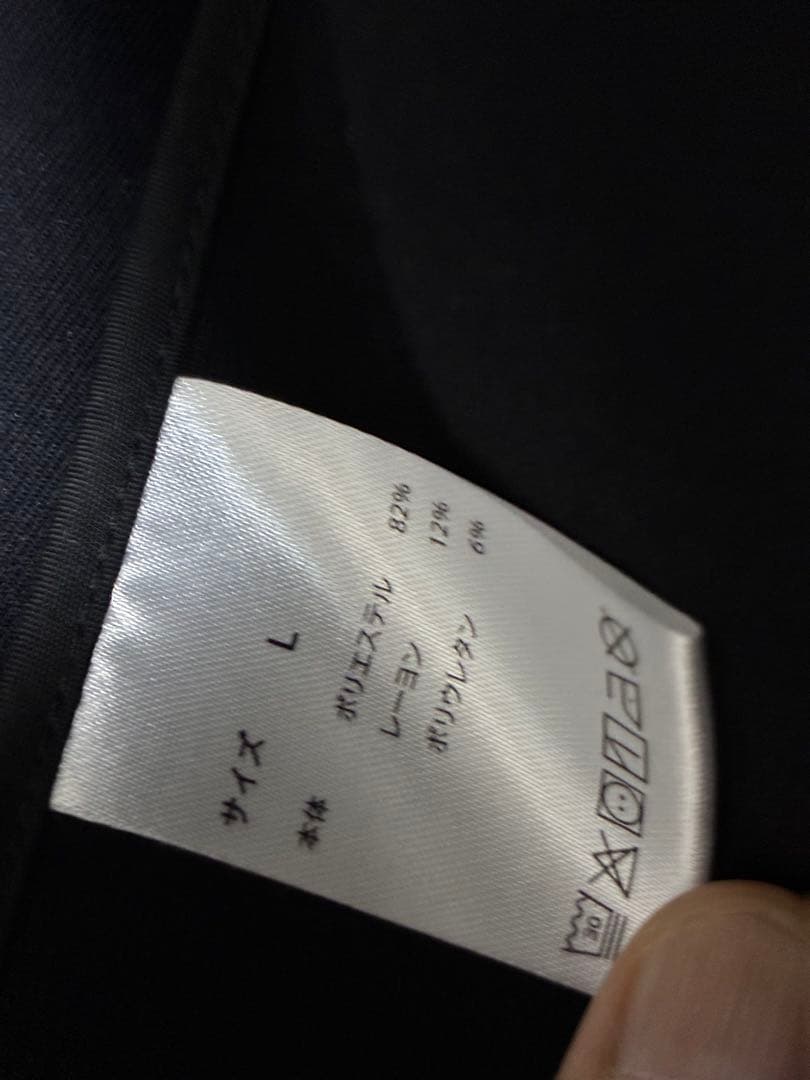 サイズ L
本体 ポリエステル 82%
レーヨン 12%
ポリウレタン 6%
30